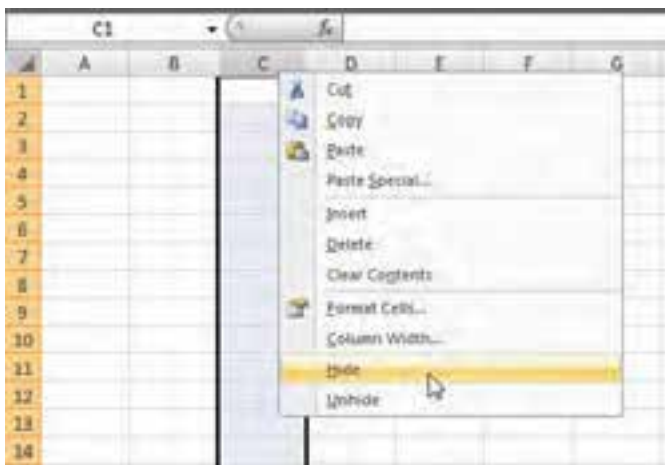 C1 fx
A B C D E F G
1
2
3
4
5
6
7
8
9
10
11
12
13
14
Cut
Copy
Paste
Paste Special...
Insert
Delete
Clear Contents
Format Cells...
Column Width...
Hide
Unhide